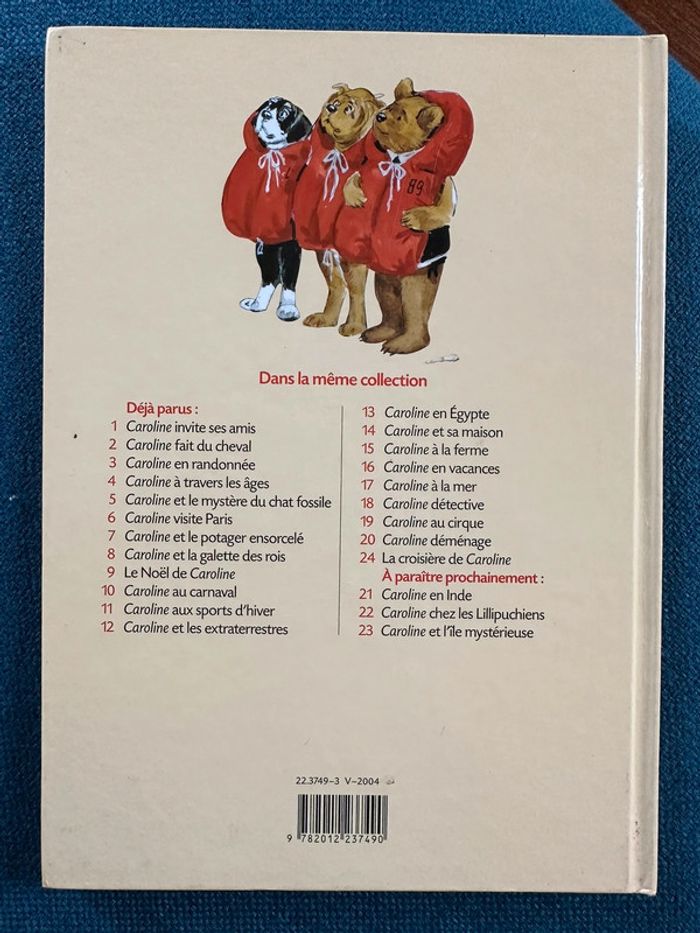 89
Dans la même collection
Déjà parus :
1 Caroline invite ses amis
2 Caroline fait du cheval
3 Caroline en randonnée
4 Caroline à travers les âges
5 Caroline et le mystère du chat fossile
6 Caroline visite Paris
7 Caroline et le potager ensorcelé
8 Caroline et la galette des rois
9 Le Noël de Caroline
10 Caroline au carnaval
11 Caroline aux sports d'hiver
12 Caroline et les extraterrestres
13 Caroline en Égypte
14 Caroline et sa maison
15 Caroline à la ferme
16 Caroline en vacances
17 Caroline à la mer
18 Caroline détective
19 Caroline au cirque
20 Caroline déménage
24 La croisière de Caroline
À paraître prochainement :
21 Caroline en Inde
22 Caroline chez les Lillipuchiens
23 Caroline et l'île mystérieuse
22.3749-3 V-2004
9 782012 237490